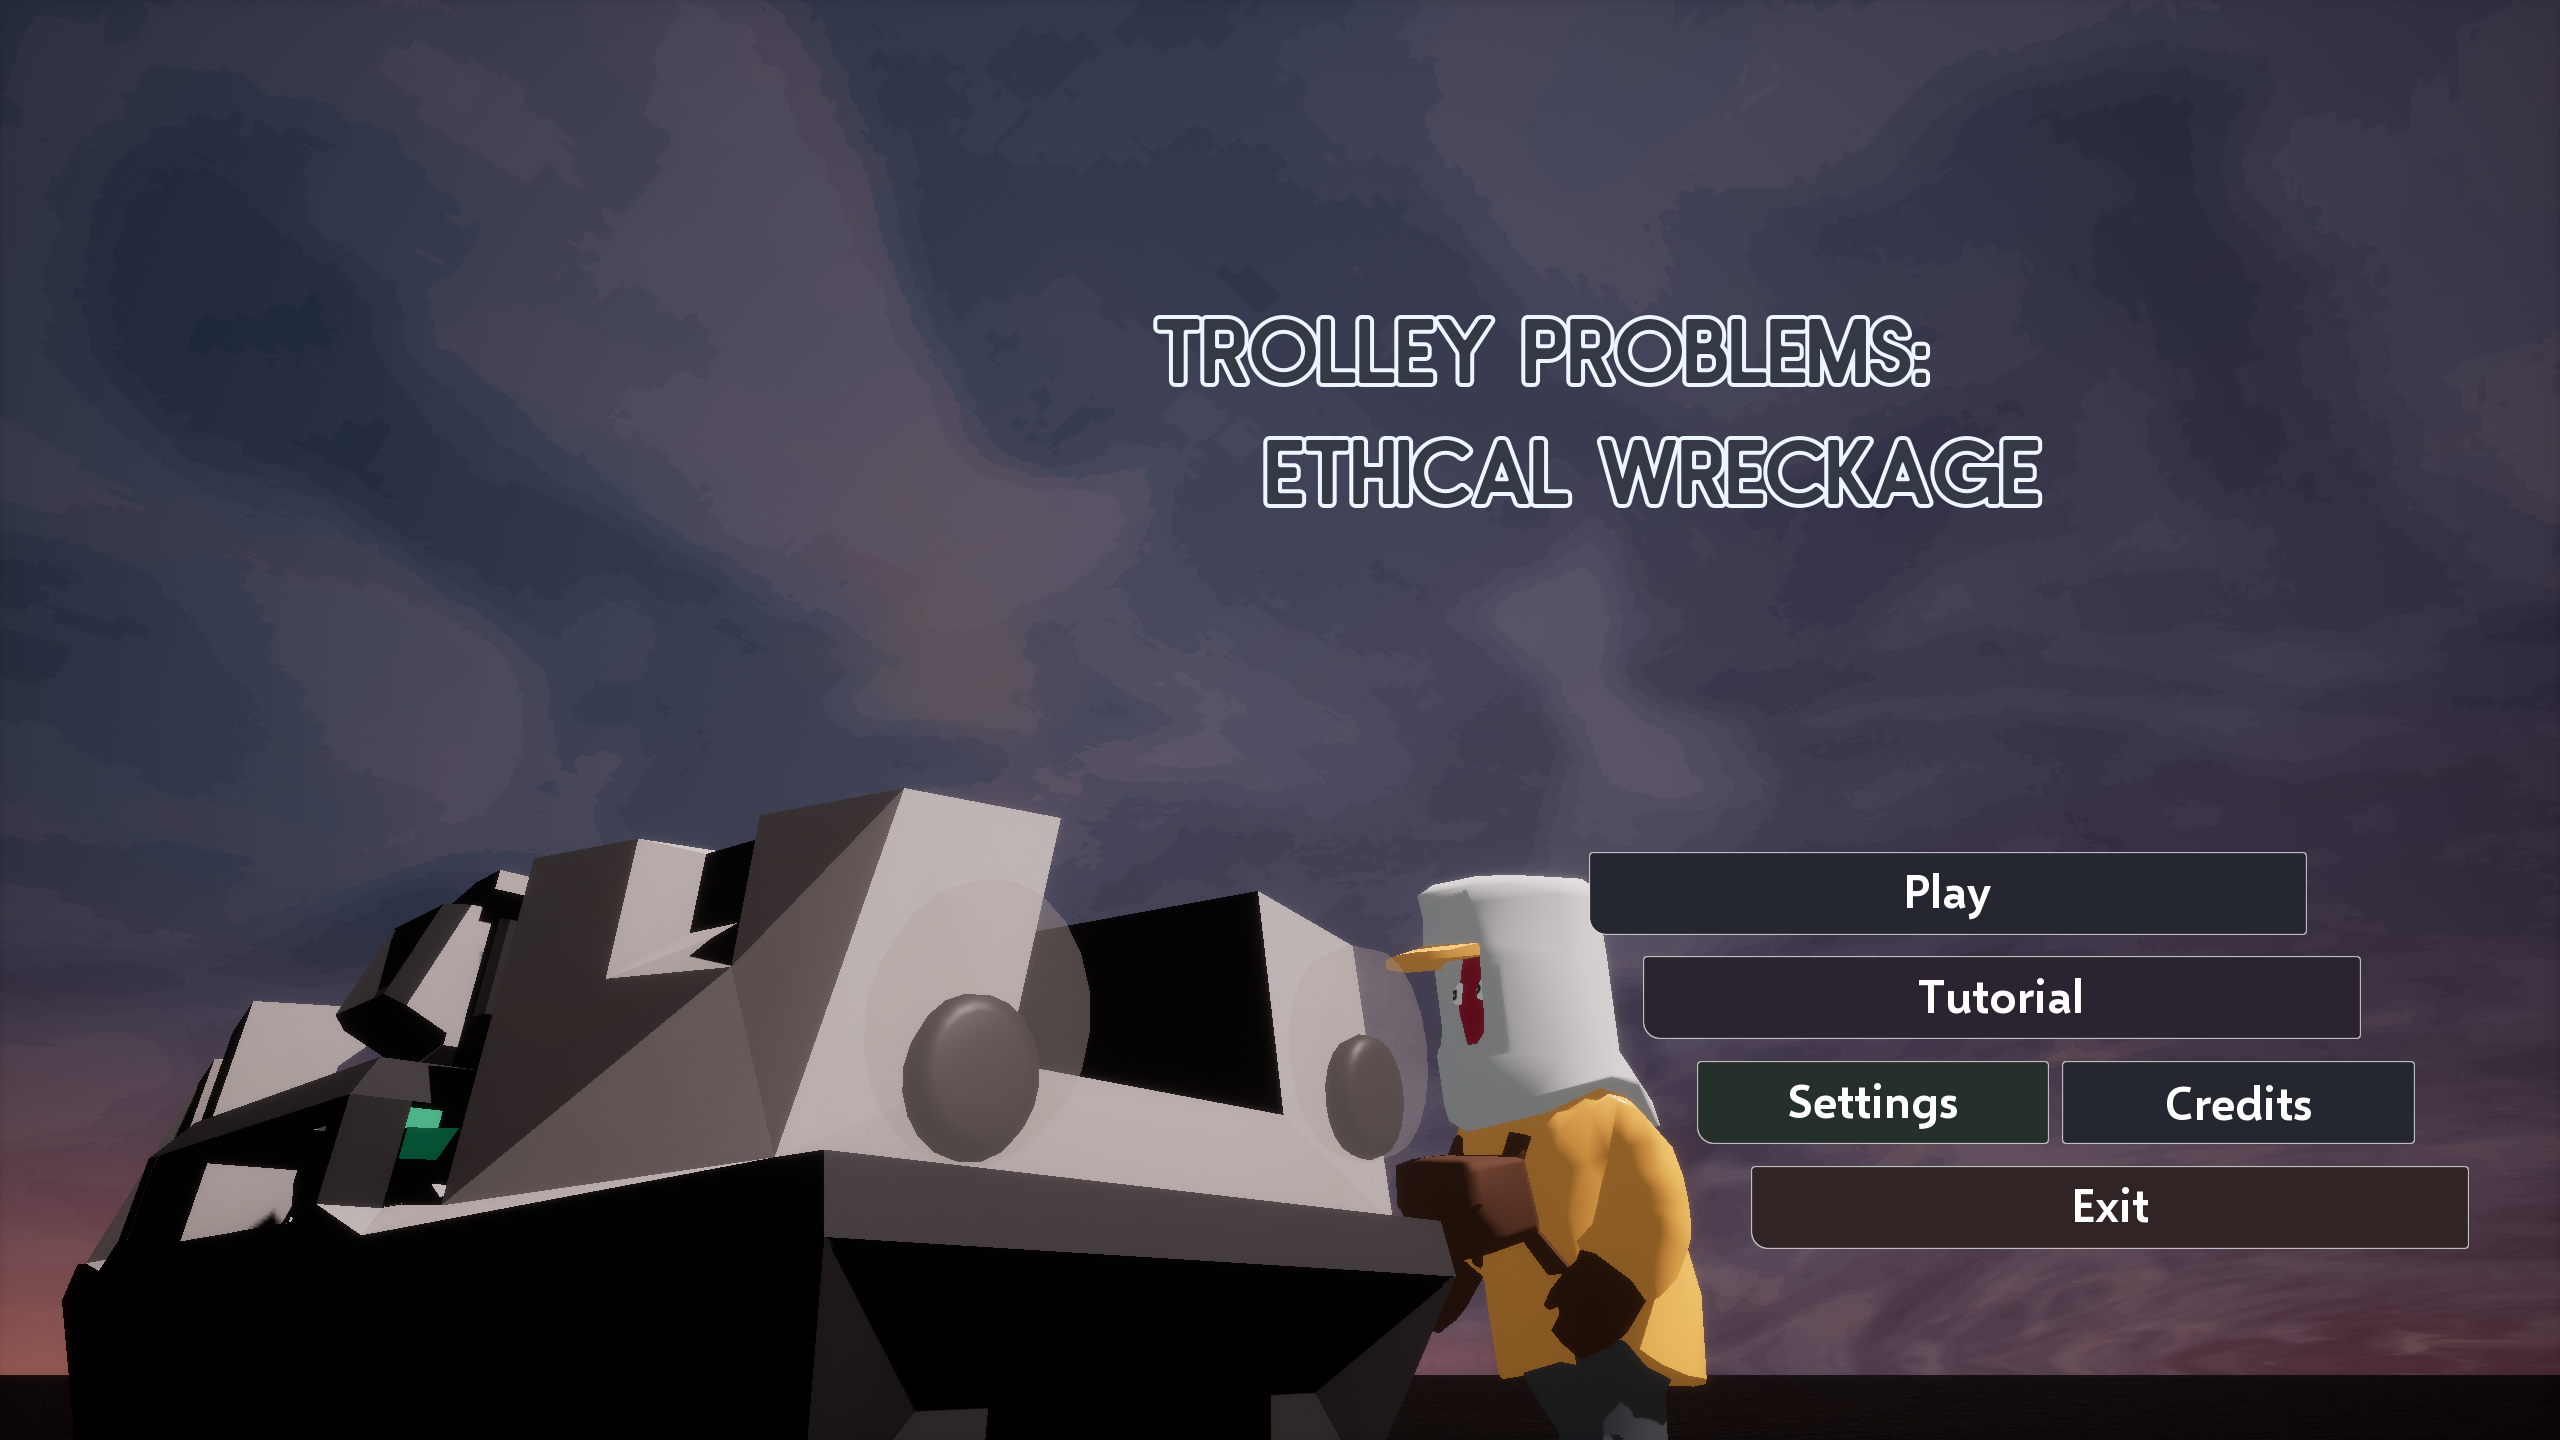 TROLLEY PROBLEMS:
ETHICAL WRECKAGE
Play
Tutorial
Settings
Credits
Exit